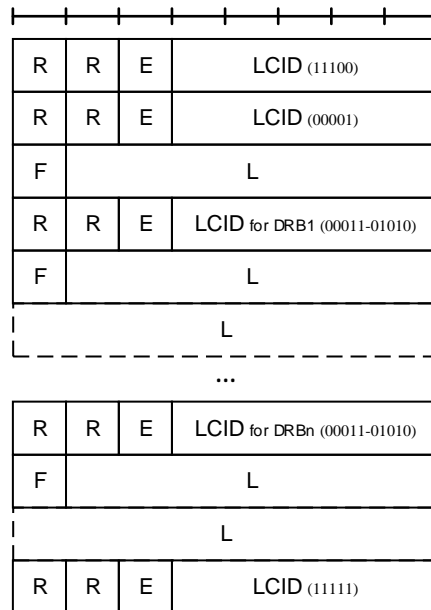 R R E LCID (11100)
R R E LCID (00001)
F L
R R E LCID for DRB1 (00011-01010)
F L
L
...
R R E LCID for DRBn (00011-01010)
F L
L
R R E LCID (11111)